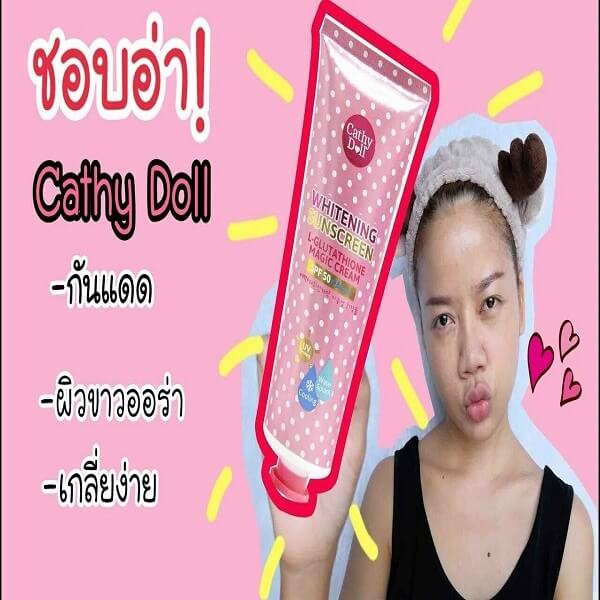 ชอบอ่า!
Cathy Doll
-กันแดด
-ผิวขาวออร่า
-เกลี่ยง่าย
Cathy
Doll
WHITENING
SUNSCREEN
L-GLUTATHIONE
MAGIC CREAM
SPF 50
UV
Cooling